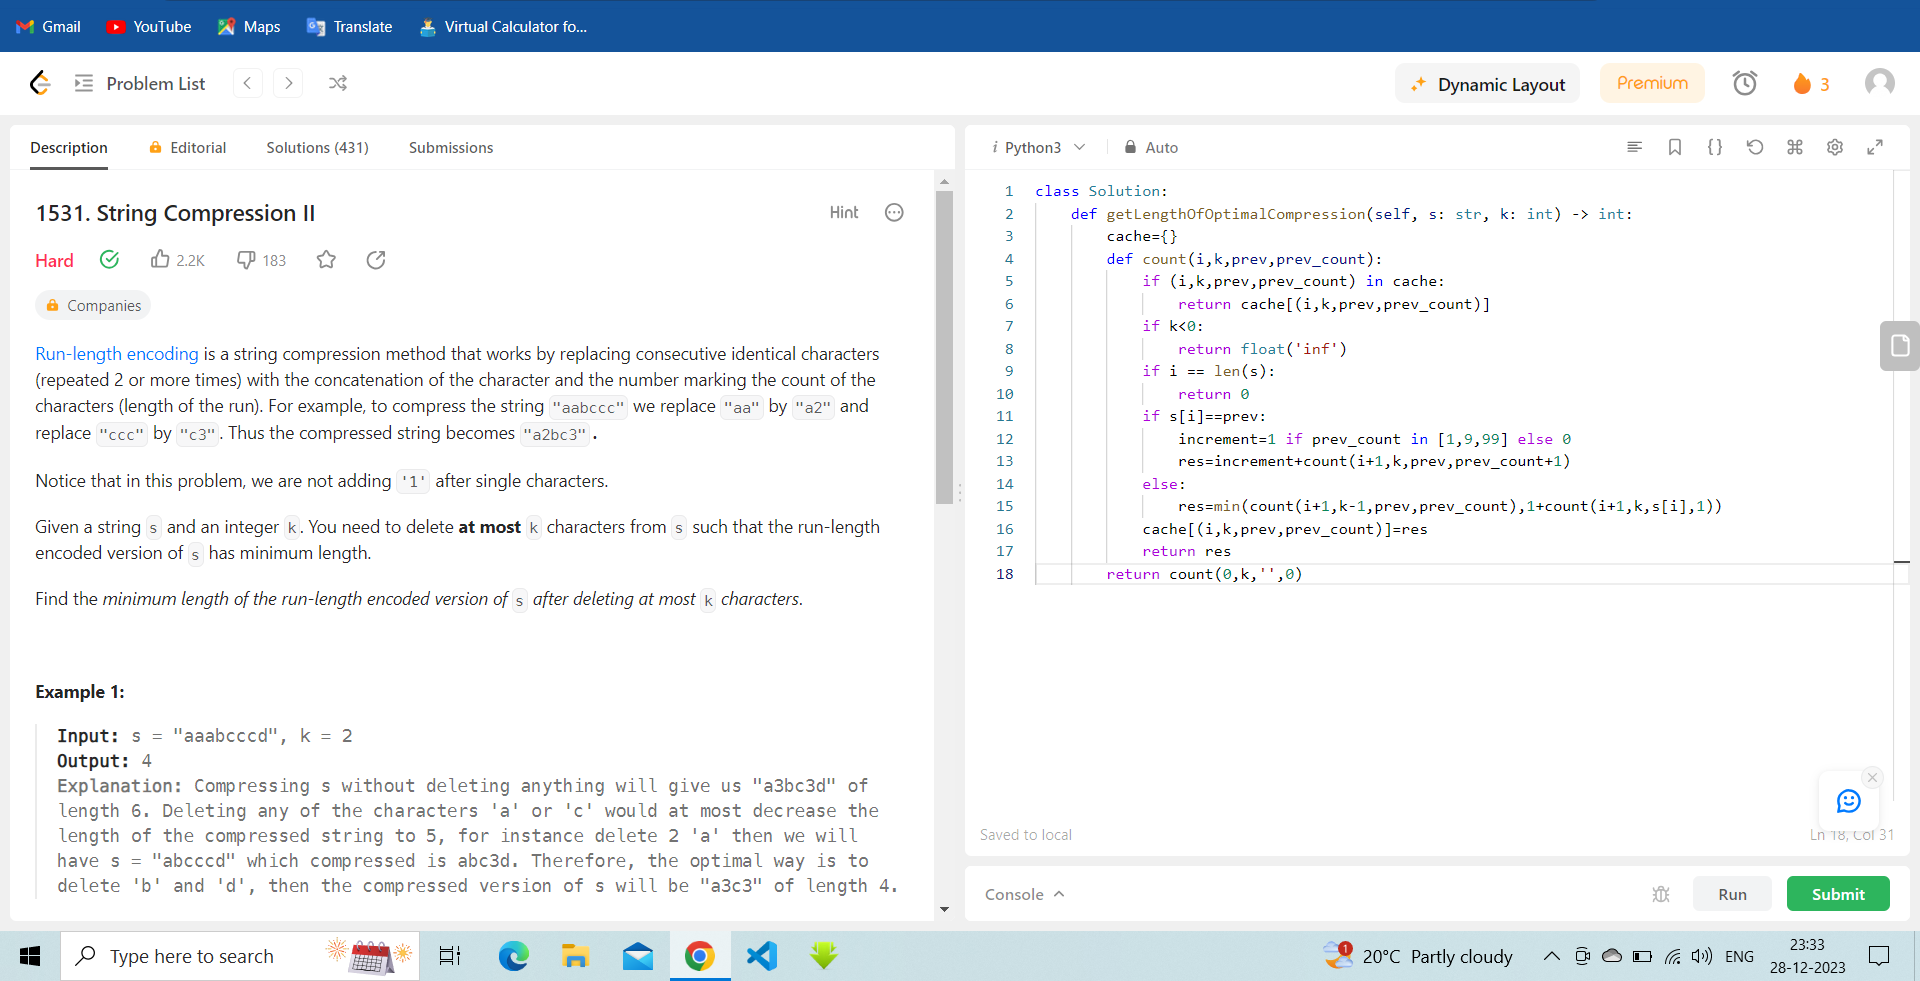 Gmail YouTube Maps Translate Virtual Calculator fo...
Problem List Dynamic Layout Premium 3
Description Editorial Solutions (431) Submissions
1531. String Compression II Hint
Hard 2.2K 183
Companies
Run-length encoding is a string compression method that works by replacing consecutive identical characters
(repeated 2 or more times) with the concatenation of the character and the number marking the count of the
characters (length of the run). For example, to compress the string "aabccc" we replace "aa" by "a2" and
replace "ccc" by "c3". Thus the compressed string becomes "a2bc3".
Notice that in this problem, we are not adding '1' after single characters.
Given a string s and an integer k. You need to delete at most k characters from s such that the run-length
encoded version of s has minimum length.
Find the minimum length of the run-length encoded version of s after deleting at most k characters.
Example 1:
Input: s = "aaabcccd", k = 2
Output: 4
Explanation: Compressing s without deleting anything will give us "a3bc3d" of
length 6. Deleting any of the characters 'a' or 'c' would at most decrease the
length of the compressed string to 5, for instance delete 2 'a' then we will
have s = "abcccd" which compressed is abc3d. Therefore, the optimal way is to
delete 'b' and 'd', then the compressed version of s will be "a3c3" of length 4.
i Python3 Auto
1 class Solution:
2 def getLengthOfOptimalCompression(self, s: str, k: int) -> int:
3 cache={}
4 def count(i,k,prev,prev_count):
5 if (i,k,prev,prev_count) in cache:
6 return cache[(i,k,prev,prev_count)]
7 if k<0:
8 return float('inf')
9 if i == len(s):
10 return 0
11 if s[i]==prev:
12 increment=1 if prev_count in [1,9,99] else 0
13 res=increment+count(i+1,k,prev,prev_count+1)
14 else:
15 res=min(count(i+1,k-1,prev,prev_count),1+count(i+1,k,s[i],1))
16 cache[(i,k,prev,prev_count)]=res
17 return res
18 return count(0,k,'',0)
Saved to local Ln 18, Col 31
Console Run Submit
Type here to search 1 20°C Partly cloudy ENG 23:33
28-12-2023